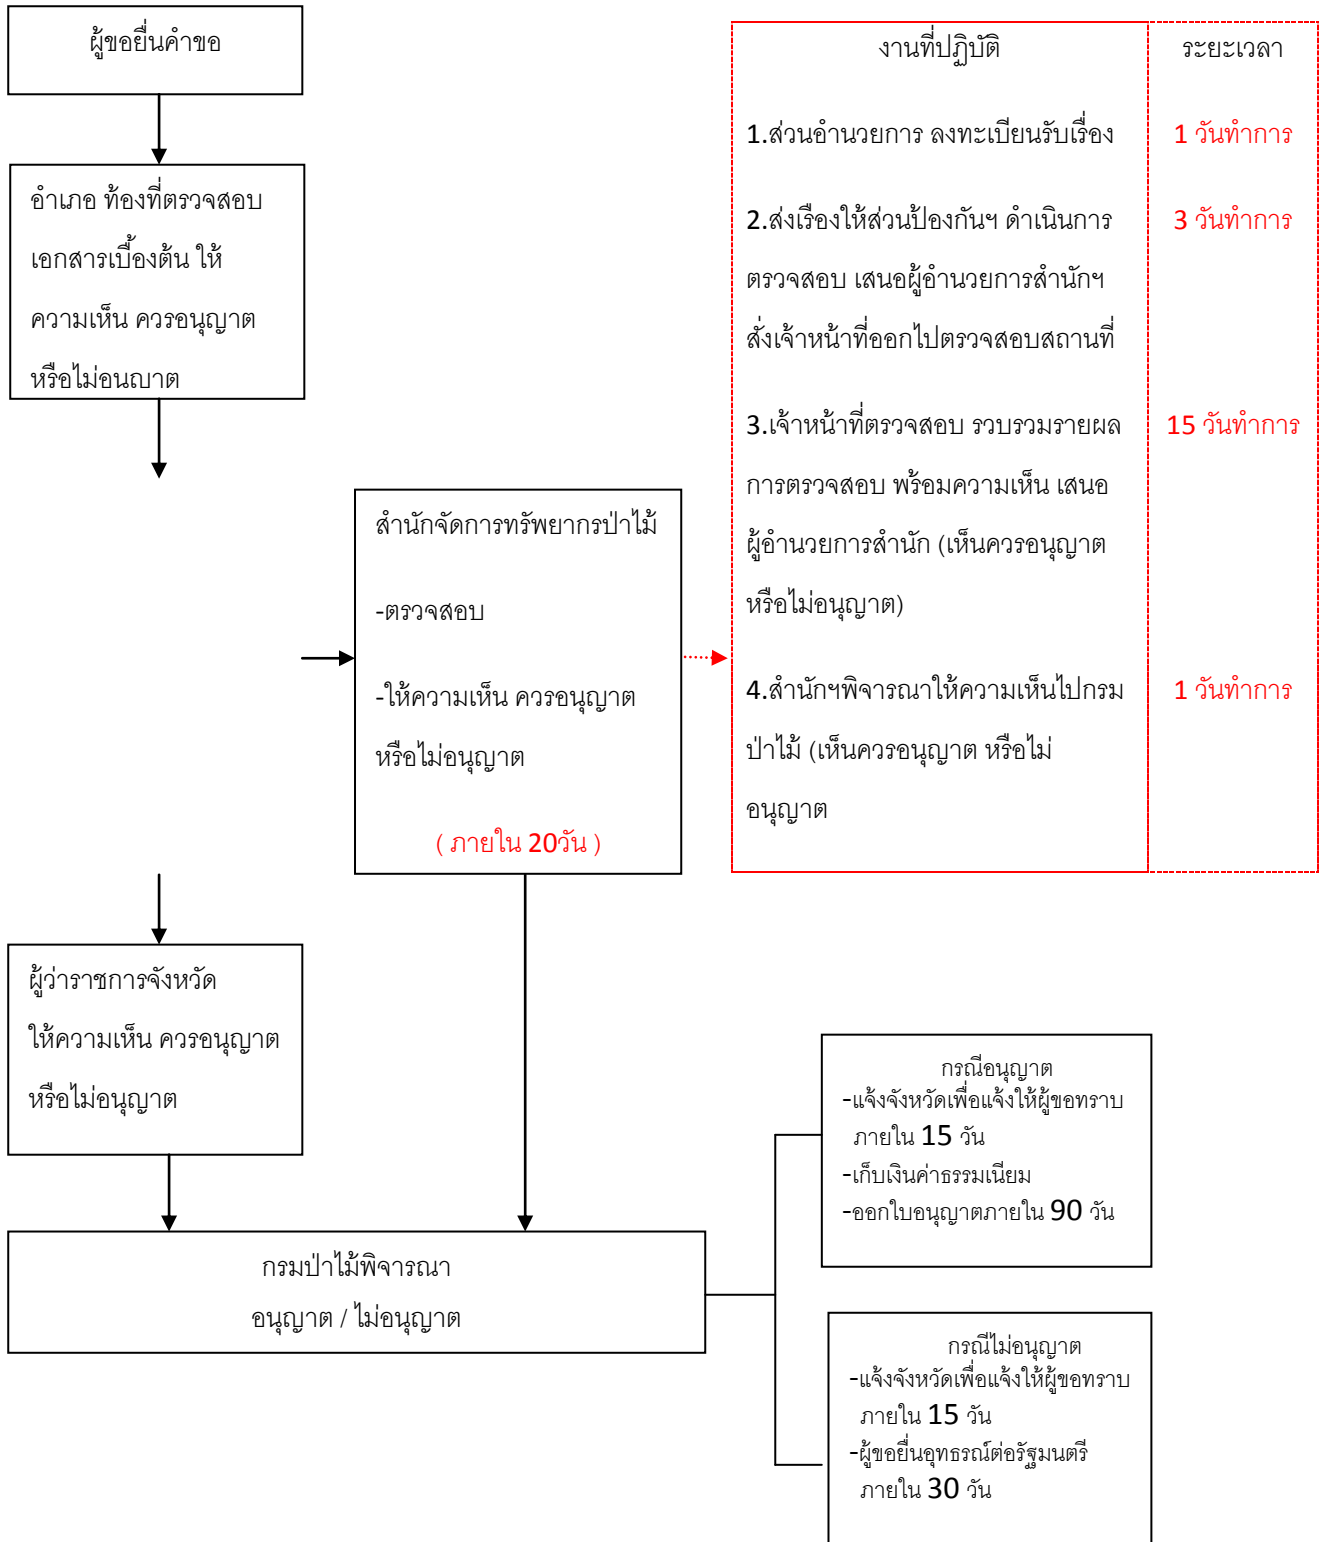 ผู้ขอยื่นคำขอ
อำเภอ ท้องที่ตรวจสอบ
เอกสารเบื้องต้น ให้
ความเห็น ควรอนุญาต
หรือไม่อนญาต
สำนักจัดการทรัพยากรป่าไม้
-ตรวจสอบ
-ให้ความเห็น ควรอนุญาต
หรือไม่อนุญาต
( ภายใน 20วัน )
งานที่ปฏิบัติ ระยะเวลา
1.ส่วนอำนวยการ ลงทะเบียนรับเรื่อง 1 วันทำการ
2.ส่งเรื่องให้ส่วนป้องกันฯ ดำเนินการ 3 วันทำการ
ตรวจสอบ เสนอผู้อำนวยการสำนักฯ
สั่งเจ้าหน้าที่ออกไปตรวจสอบสถานที่
3.เจ้าหน้าที่ตรวจสอบ รวบรวมรายผล 15 วันทำการ
การตรวจสอบ พร้อมความเห็น เสนอ
ผู้อำนวยการสำนัก (เห็นควรอนุญาต
หรือไม่อนุญาต)
4.สำนักฯพิจารณาให้ความเห็นไปกรม 1 วันทำการ
ป่าไม้ (เห็นควรอนุญาต หรือไม่
อนุญาต
ผู้ว่าราชการจังหวัด
ให้ความเห็น ควรอนุญาต
หรือไม่อนุญาต
กรมป่าไม้พิจารณา
อนุญาต / ไม่อนุญาต
กรณีอนุญาต
-แจ้งจังหวัดเพื่อแจ้งให้ผู้ขอทราบ
ภายใน 15 วัน
-เก็บเงินค่าธรรมเนียม
-ออกใบอนุญาตภายใน 90 วัน
กรณีไม่อนุญาต
-แจ้งจังหวัดเพื่อแจ้งให้ผู้ขอทราบ
ภายใน 15 วัน
-ผู้ขอยื่นอุทธรณ์ต่อรัฐมนตรี
ภายใน 30 วัน